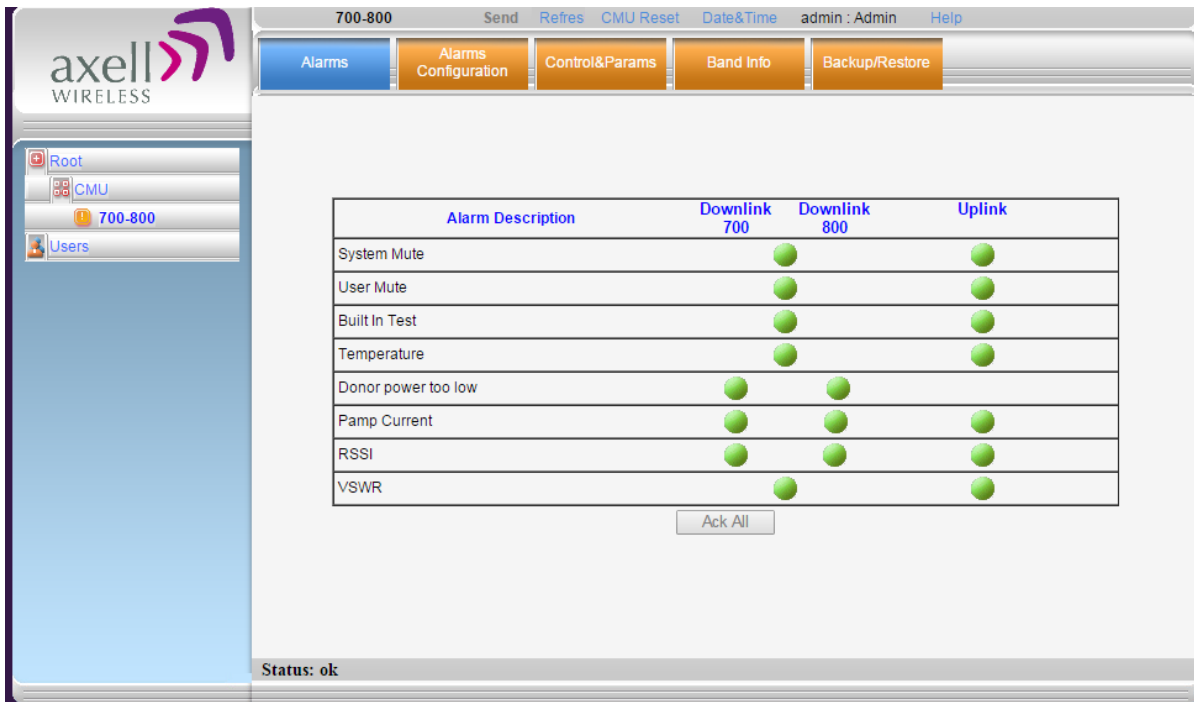 axell
WIRELESS
700-800 Send Refres CMU Reset Date&Time admin : Admin Help
Alarms
Alarms
Configuration
Control&Params
Band Info
Backup/Restore
Root
CMU
700-800
Users
Alarm Description
Downlink
700
Downlink
800
Uplink
System Mute
User Mute
Built In Test
Temperature
Donor power too low
Pamp Current
RSSI
VSWR
Ack All
Status: ok